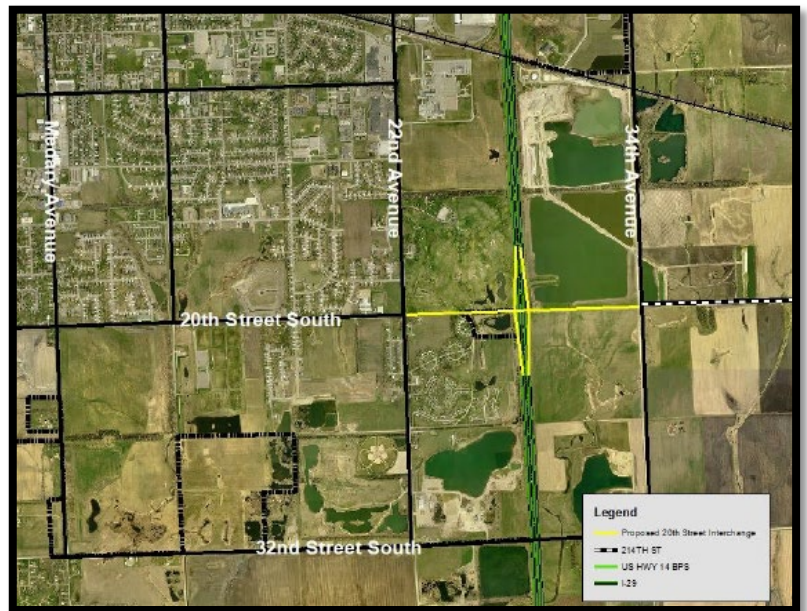 Medary Avenue
22nd Avenue
34th Avenue
20th Street South
32nd Street South
Legend
Proposed 20th Street Interchange
214TH ST
US HWY 14 BPS
I-29